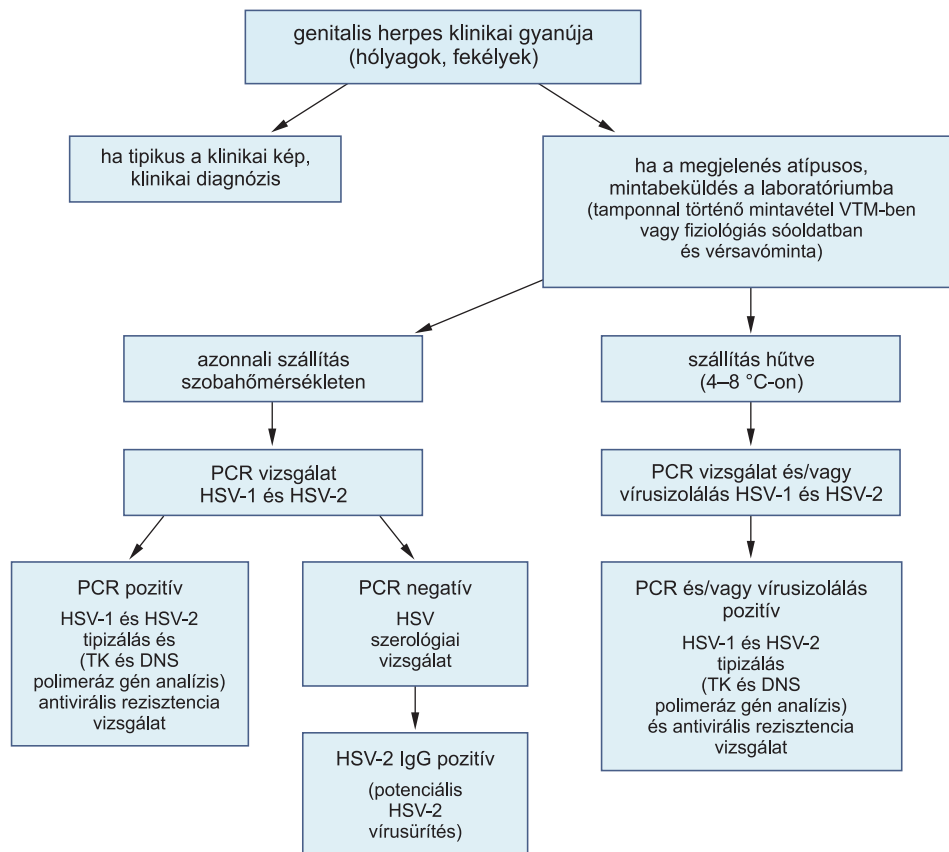 genitalis herpes klinikai gyanúja
(hólyagok, fekélyek)
ha tipikus a klinikai kép,
klinikai diagnózis
ha a megjelenés atípusos,
mintabeküldés a laboratóriumba
(tamponnal történő mintavétel VTM-ben
vagy fiziológiás sóoldatban
és vérsavóminta)
azonnali szállítás
szobahőmérsékleten
szállítás hűtve
(4–8 °C-on)
PCR vizsgálat
HSV-1 és HSV-2
PCR vizsgálat és/vagy
vírusizolálás HSV-1 és HSV-2
PCR pozitív
HSV-1 és HSV-2
tipizálás és
(TK és DNS
polimeráz gén analízis)
antivirális rezisztencia
vizsgálat
PCR negatív
HSV
szerológiai
vizsgálat
PCR és/vagy vírusizolálás
pozitív
HSV-1 és HSV-2
tipizálás
(TK és DNS
polimeráz gén analízis)
és antivirális rezisztencia
vizsgálat
HSV-2 IgG pozitív
(potenciális
HSV-2
vírusürítés)